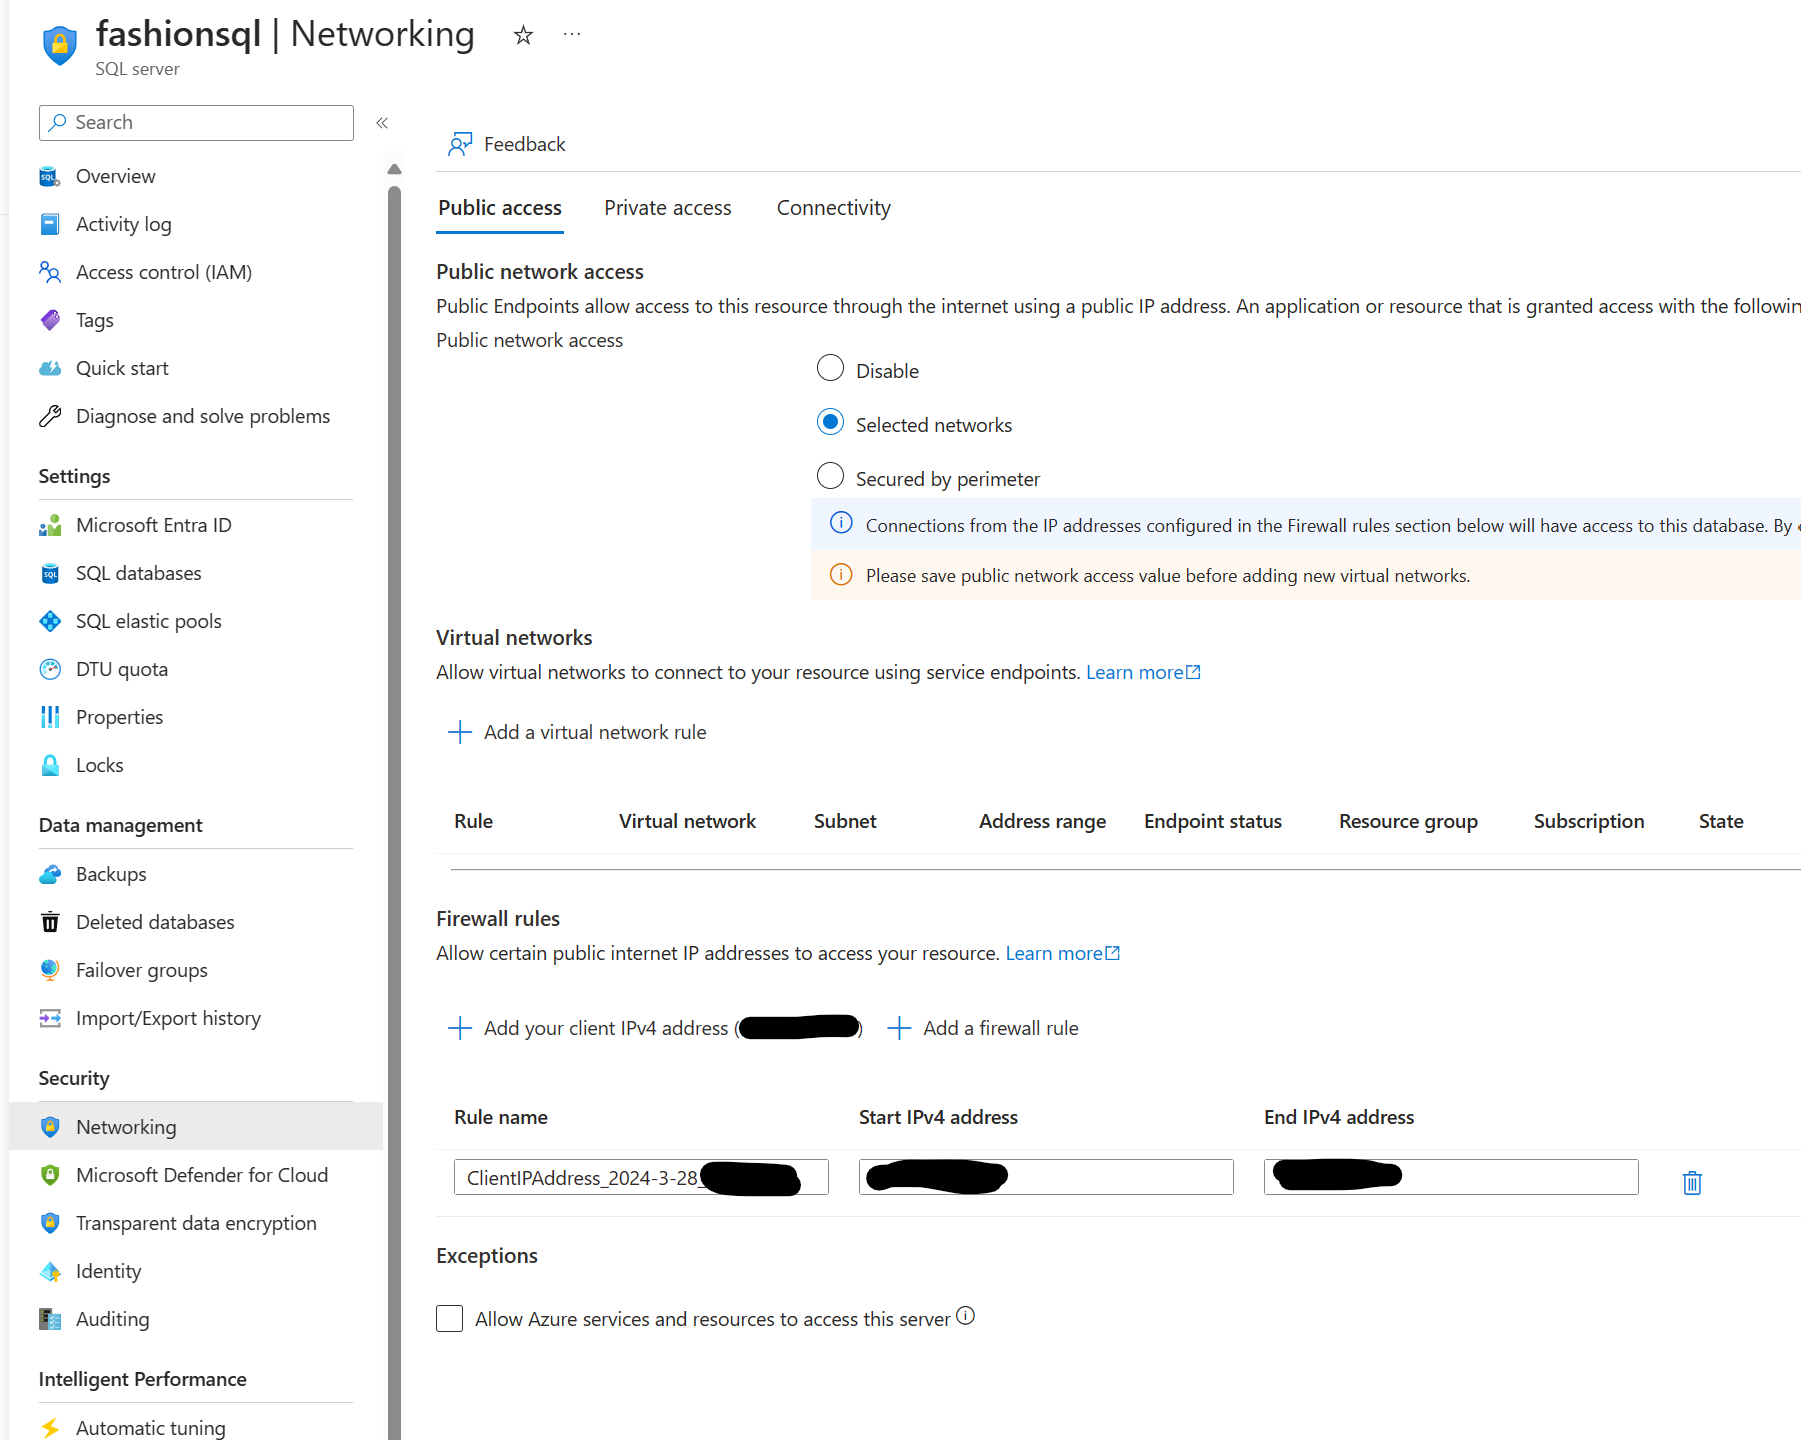 fashionsql | Networking
SQL server
Search
Overview
Activity log
Access control (IAM)
Tags
Quick start
Diagnose and solve problems
Settings
Microsoft Entra ID
SQL databases
SQL elastic pools
DTU quota
Properties
Locks
Data management
Backups
Deleted databases
Failover groups
Import/Export history
Security
Networking
Microsoft Defender for Cloud
Transparent data encryption
Identity
Auditing
Intelligent Performance
Automatic tuning
Feedback
Public access Private access Connectivity
Public network access
Public Endpoints allow access to this resource through the internet using a public IP address. An application or resource that is granted access with the
Public network access
Disable
Selected networks
Secured by perimeter
Connections from the IP addresses configured in the Firewall rules section below will have access to this database. By
Please save public network access value before adding new virtual networks.
Virtual networks
Allow virtual networks to connect to your resource using service endpoints. Learn more
Add a virtual network rule
Rule Virtual network Subnet Address range Endpoint status Resource group Subscription State
Firewall rules
Allow certain public internet IP addresses to access your resource. Learn more
Add your client IPv4 address ( ) Add a firewall rule
Rule name Start IPv4 address End IPv4 address
ClientIPAddress_2024-3-28_
Exceptions
Allow Azure services and resources to access this server